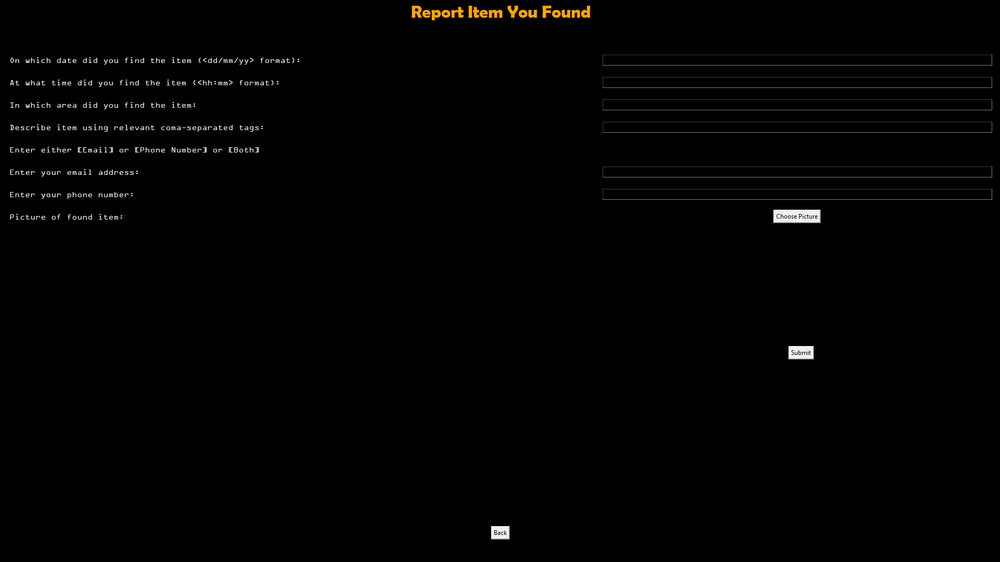 Report Item You Found
On which date did you find the item (<dd/mm/yy> format):
At what time did you find the item (<hh:mm> format):
In which area did you find the item:
Describe item using relevant coma-separated tags:
Enter either [Email] or [Phone Number] or [Both]
Enter your email address:
Enter your phone number:
Picture of found item:
Choose Picture
Submit
Back